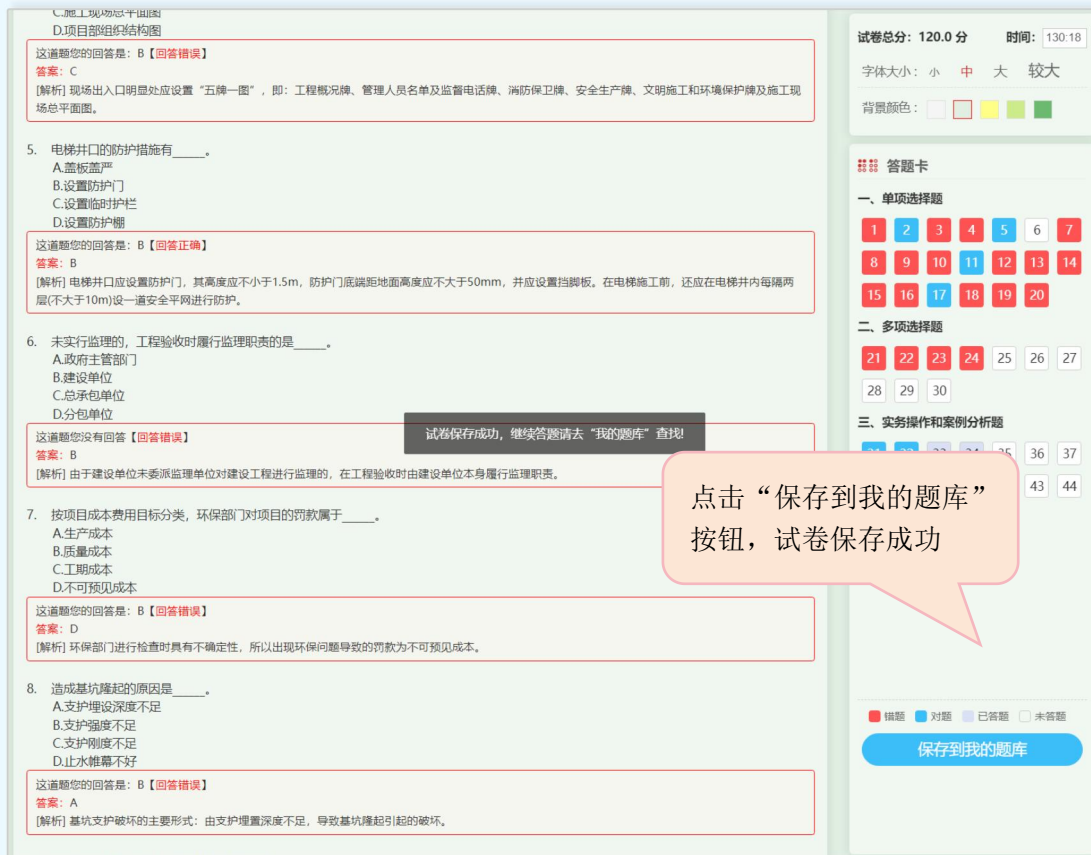 C.施工现场总平面图
D.项目部组织结构图
这道题您的回答是：B【回答错误】
答案：C
[解析] 现场出入口明显处应设置“五牌一图”，即：工程概况牌、管理人员名单及监督电话牌、消防保卫牌、安全生产牌、文明施工和环境保护牌及施工现
场总平面图。
5. 电梯井口的防护措施有_____。
A.盖板盖严
B.设置防护门
C.设置临时护栏
D.设置防护棚
这道题您的回答是：B【回答正确】
答案：B
[解析] 电梯井口应设置防护门，其高度应不小于1.5m，防护门底端距地面高度应不大于50mm，并应设置挡脚板。在电梯施工前，还应在电梯井内每隔两
层(不大于10m)设一道安全平网进行防护。
6. 未实行监理的，工程验收时履行监理职责的是_____。
A.政府主管部门
B.建设单位
C.总承包单位
D.分包单位
这道题您没有回答【回答错误】
答案：B
[解析] 由于建设单位未委派监理单位对建设工程进行监理的，在工程验收时由建设单位本身履行监理职责。
试卷保存成功，继续答题请去“我的题库”查找!
7. 按项目成本费用目标分类，环保部门对项目的罚款属于_____。
A.生产成本
B.质量成本
C.工期成本
D.不可预见成本
这道题您的回答是：B【回答错误】
答案：D
[解析] 环保部门进行检查时具有不确定性，所以出现环保问题导致的罚款为不可预见成本。
8. 造成基坑隆起的原因是_____。
A.支护埋设深度不足
B.支护强度不足
C.支护刚度不足
D.止水帷幕不好
这道题您的回答是：B【回答错误】
答案：A
[解析] 基坑支护破坏的主要形式：由支护埋置深度不足，导致基坑隆起引起的破坏。
试卷总分：120.0 分 时间：130:18
字体大小： 小 中 大 较大
背景颜色：
答题卡
一、单项选择题
1 2 3 4 5 6 7
8 9 10 11 12 13 14
15 16 17 18 19 20
二、多项选择题
21 22 23 24 25 26 27
28 29 30
三、实务操作和案例分析题
31 32 33 34 35 36 37
43 44
点击“保存到我的题库”
按钮，试卷保存成功
错题 对题 已答题 未答题
保存到我的题库